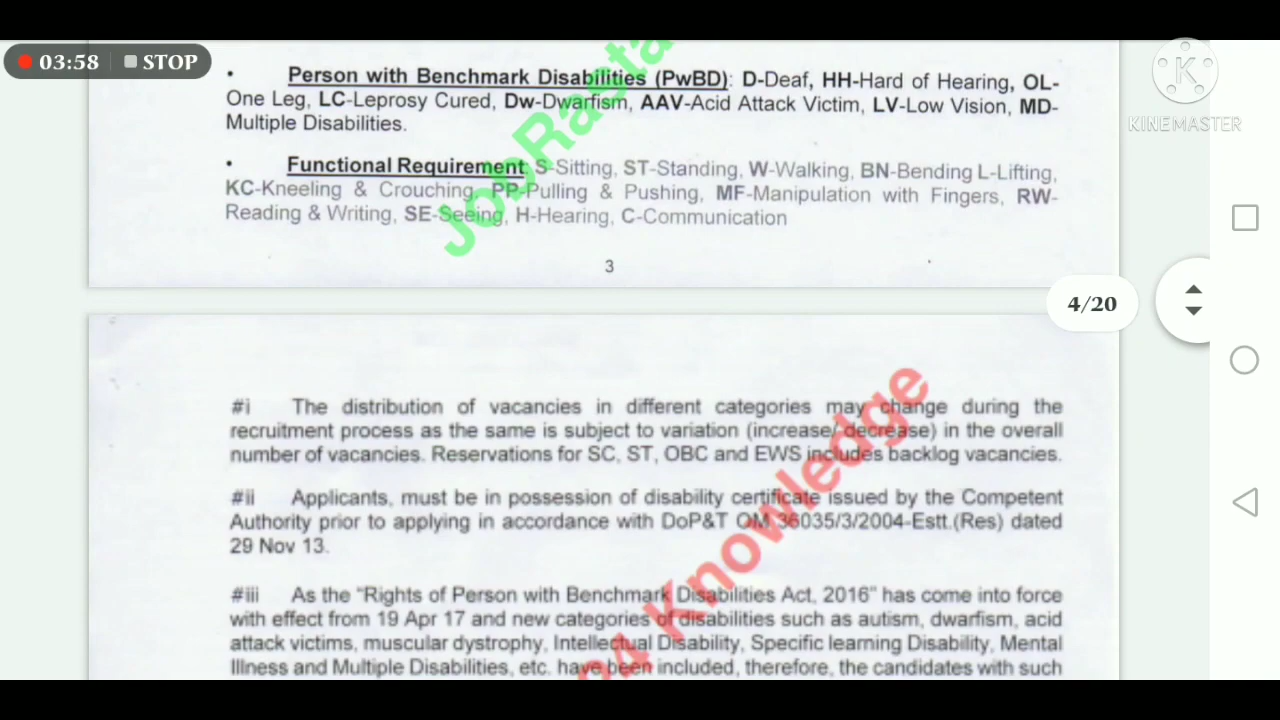 03:58 STOP
• Person with Benchmark Disabilities (PwBD): D-Deaf, HH-Hard of Hearing, OL-
One Leg, LC-Leprosy Cured, Dw-Dwarfism, AAV-Acid Attack Victim, LV-Low Vision, MD-
Multiple Disabilities.
• Functional Requirement S-Sitting, ST-Standing, W-Walking, BN-Bending L-Lifting,
KC-Kneeling & Crouching, PP-Pulling & Pushing, MF-Manipulation with Fingers, RW-
Reading & Writing, SE-Seeing, H-Hearing, C-Communication
3
JobRasta
K
KINEMASTER
4/20
#i The distribution of vacancies in different categories may change during the
recruitment process as the same is subject to variation (increase/ decrease) in the overall
number of vacancies. Reservations for SC, ST, OBC and EWS includes backlog vacancies.
#ii Applicants, must be in possession of disability certificate issued by the Competent
Authority prior to applying in accordance with DoP&T OM 36035/3/2004-Estt.(Res) dated
29 Nov 13.
#iii As the “Rights of Person with Benchmark Disabilities Act, 2016” has come into force
with effect from 19 Apr 17 and new categories of disabilities such as autism, dwarfism, acid
attack victims, muscular dystrophy, Intellectual Disability, Specific learning Disability, Mental
Illness and Multiple Disabilities, etc. have been included, therefore, the candidates with such
24 Knowledge